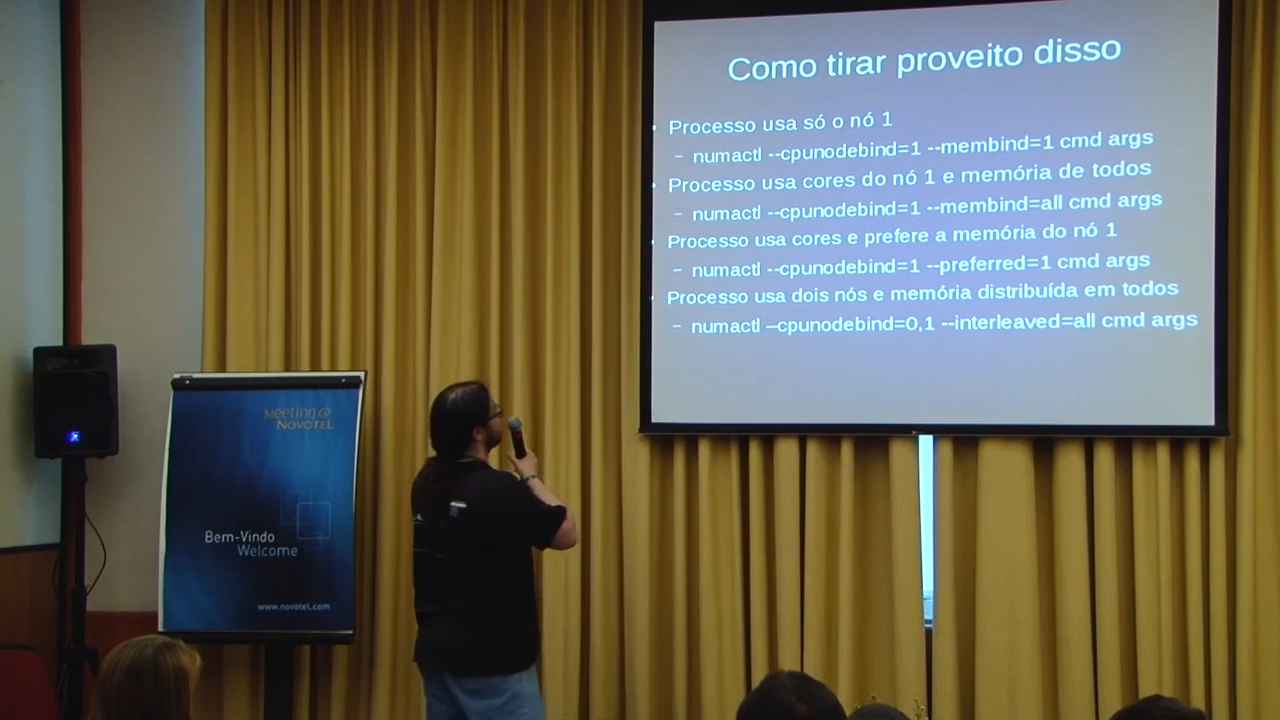 Como tirar proveito disso
• Processo usa só o nó 1
– numactl --cpunodebind=1 --membind=1 cmd args
• Processo usa cores do nó 1 e memória de todos
– numactl --cpunodebind=1 --membind=all cmd args
• Processo usa cores e prefere a memória do nó 1
– numactl --cpunodebind=1 --preferred=1 cmd args
• Processo usa dois nós e memória distribuída em todos
– numactl –cpunodebind=0,1 --interleaved=all cmd args
Meeting@
NOVOTEL
Bem-Vindo
Welcome
www.novotel.com